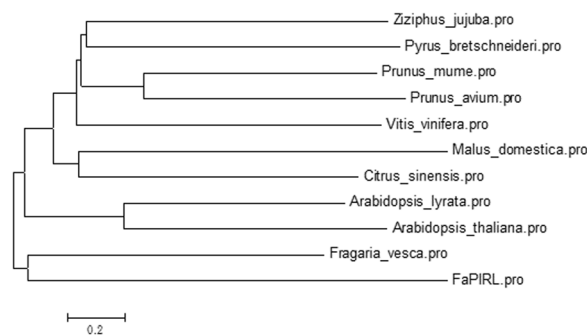 Ziziphus_jujuba.pro
Pyrus_bretschneideri.pro
Prunus_mume.pro
Prunus_avium.pro
Vitis_vinifera.pro
Malus_domestica.pro
Citrus_sinensis.pro
Arabidopsis_lyrata.pro
Arabidopsis_thaliana.pro
Fragaria_vesca.pro
FaPIRL.pro
0.2